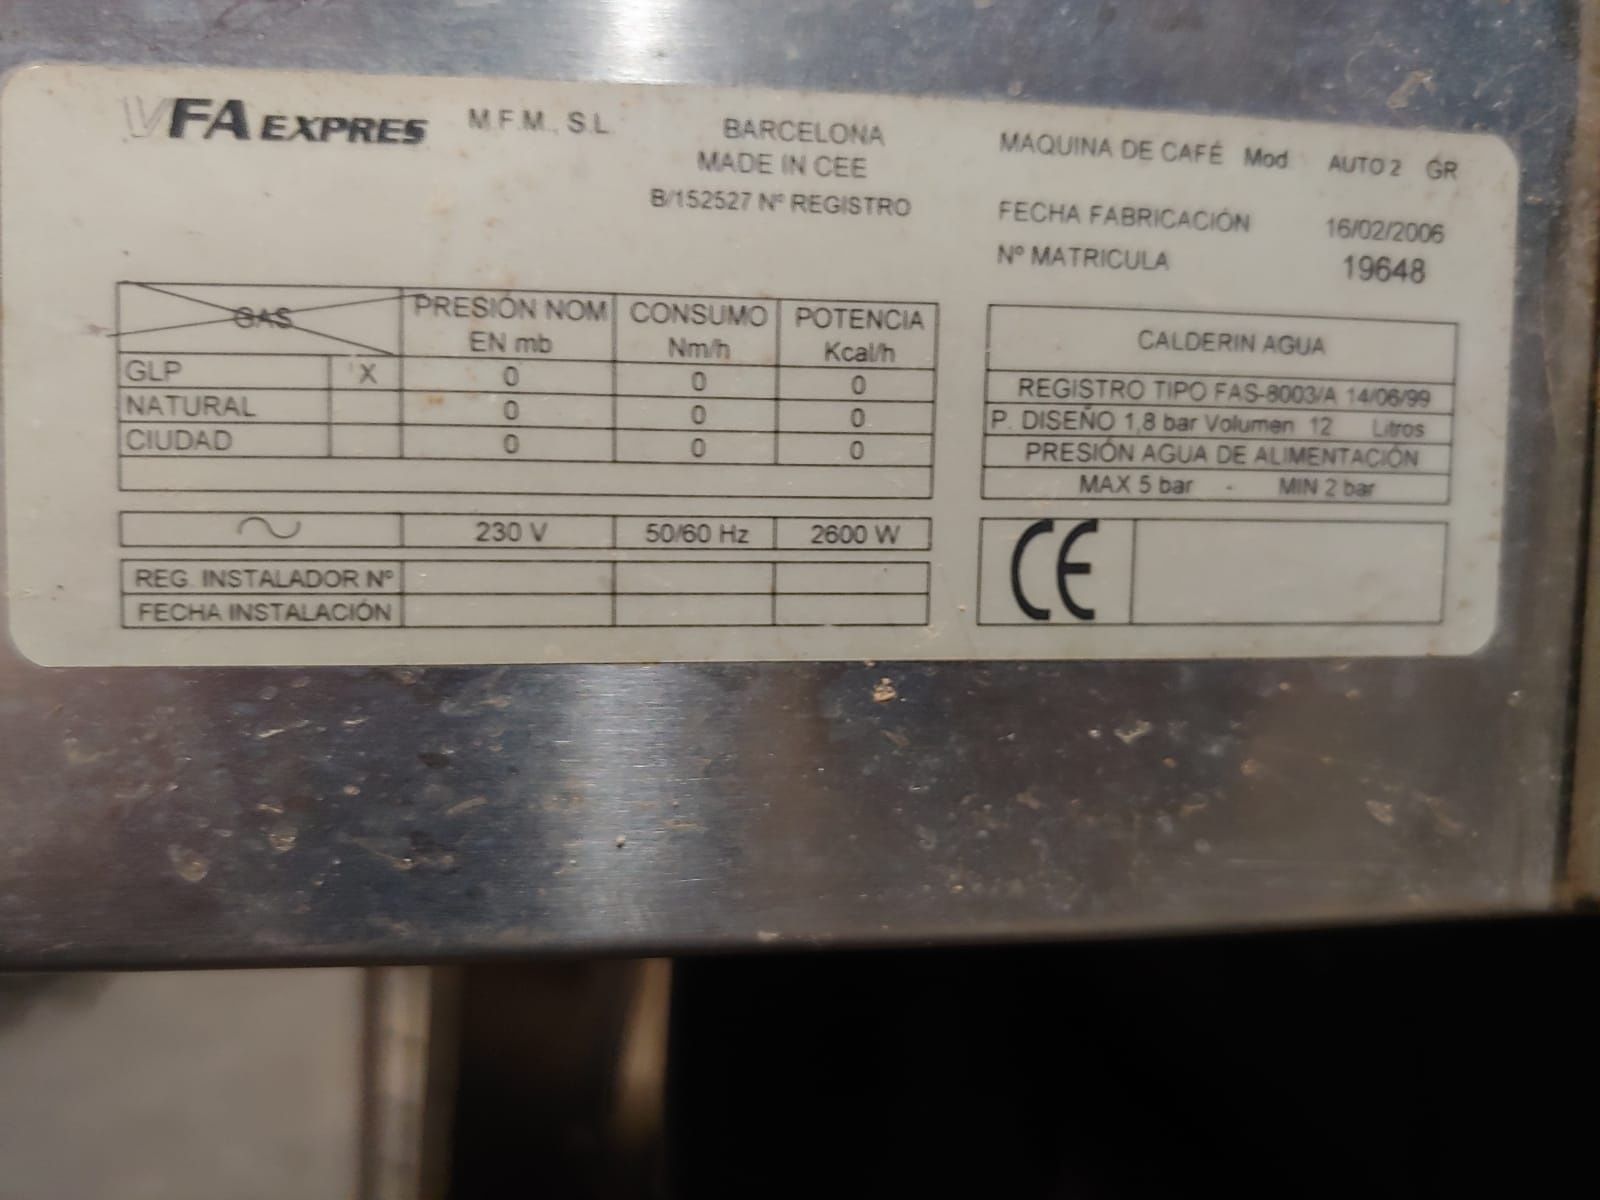 VFA EXPRES M.F.M., S.L.
BARCELONA
MADE IN CEE
B/152527 Nº REGISTRO
MAQUINA DE CAFÉ Mod AUTO 2 GR
FECHA FABRICACIÓN 16/02/2006
Nº MATRICULA 19648
GAS PRESIÓN NOM EN mb CONSUMO Nm/h POTENCIA Kcal/h
GLP X 0 0 0
NATURAL 0 0 0
CIUDAD 0 0 0
230 V 50/60 Hz 2600 W
REG. INSTALADOR Nº
FECHA INSTALACIÓN
CALDERIN AGUA
REGISTRO TIPO FAS-8003/A 14/06/99
P. DISEÑO 1,8 bar Volumen 12 Litros
PRESIÓN AGUA DE ALIMENTACIÓN
MAX 5 bar - MIN 2 bar
CE